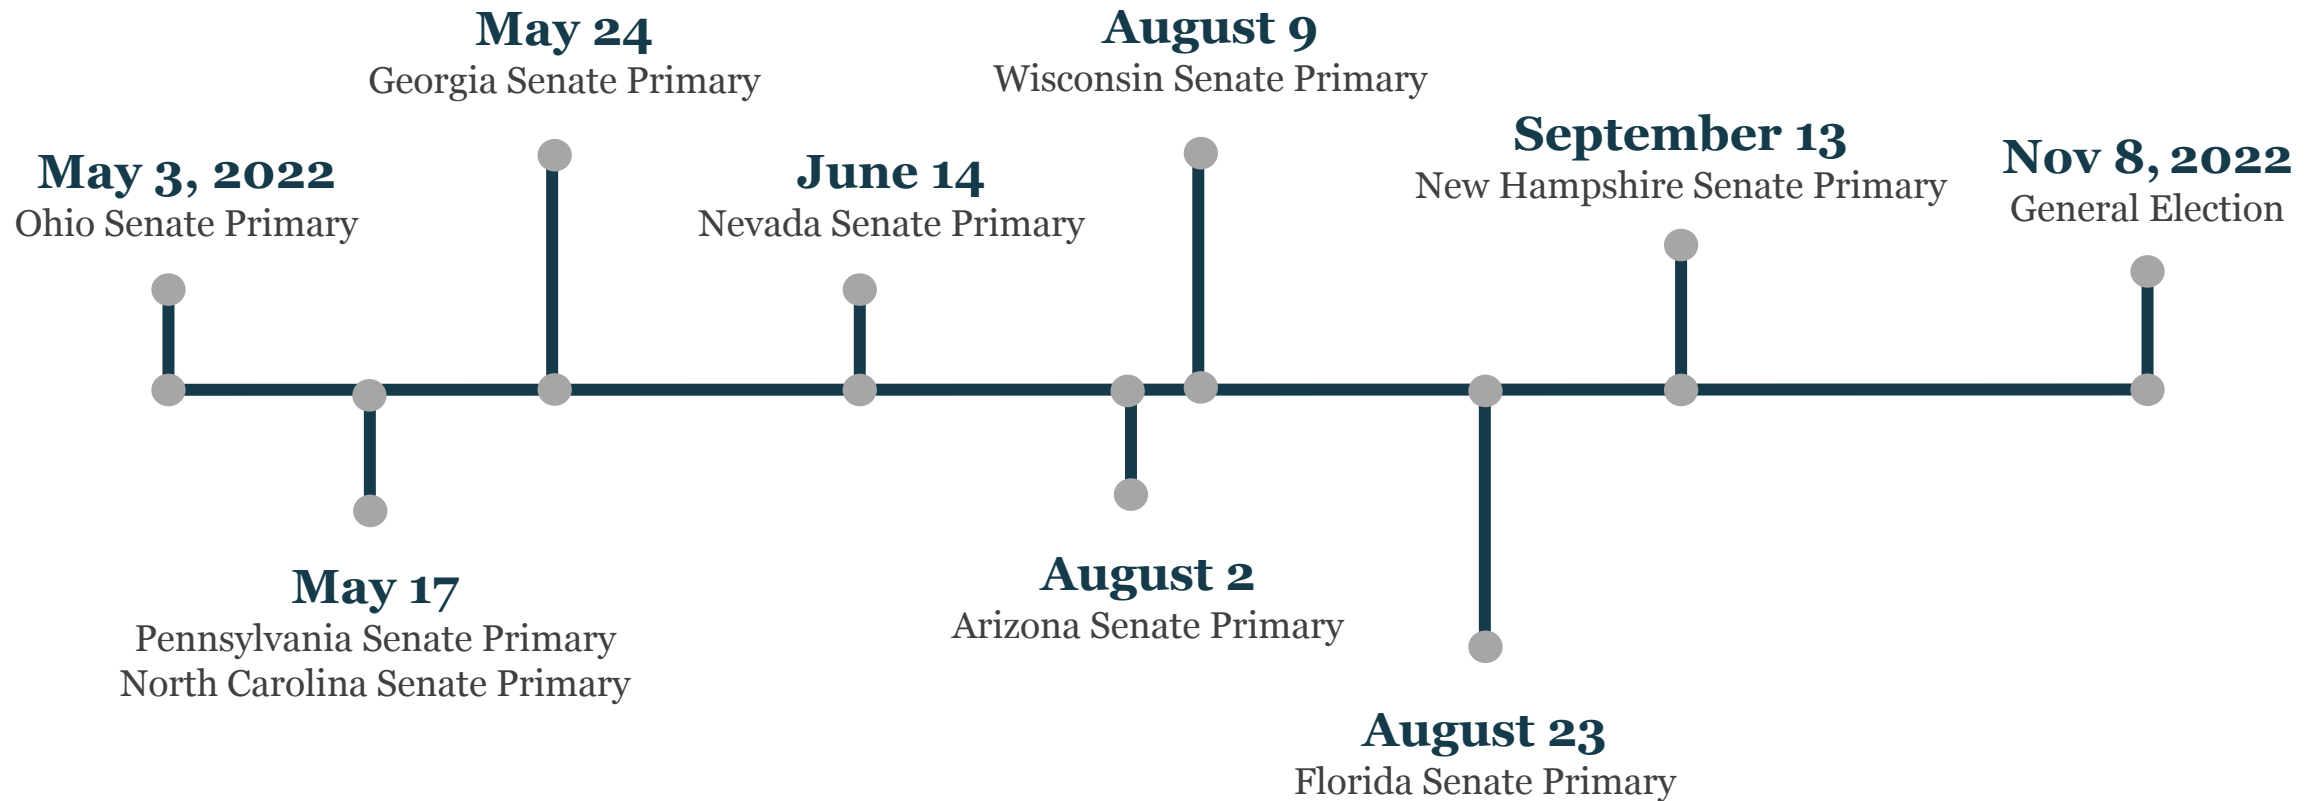 May 24
Georgia Senate Primary
August 9
Wisconsin Senate Primary
May 3, 2022
Ohio Senate Primary
June 14
Nevada Senate Primary
September 13
New Hampshire Senate Primary
Nov 8, 2022
General Election
May 17
Pennsylvania Senate Primary
North Carolina Senate Primary
August 2
Arizona Senate Primary
August 23
Florida Senate Primary